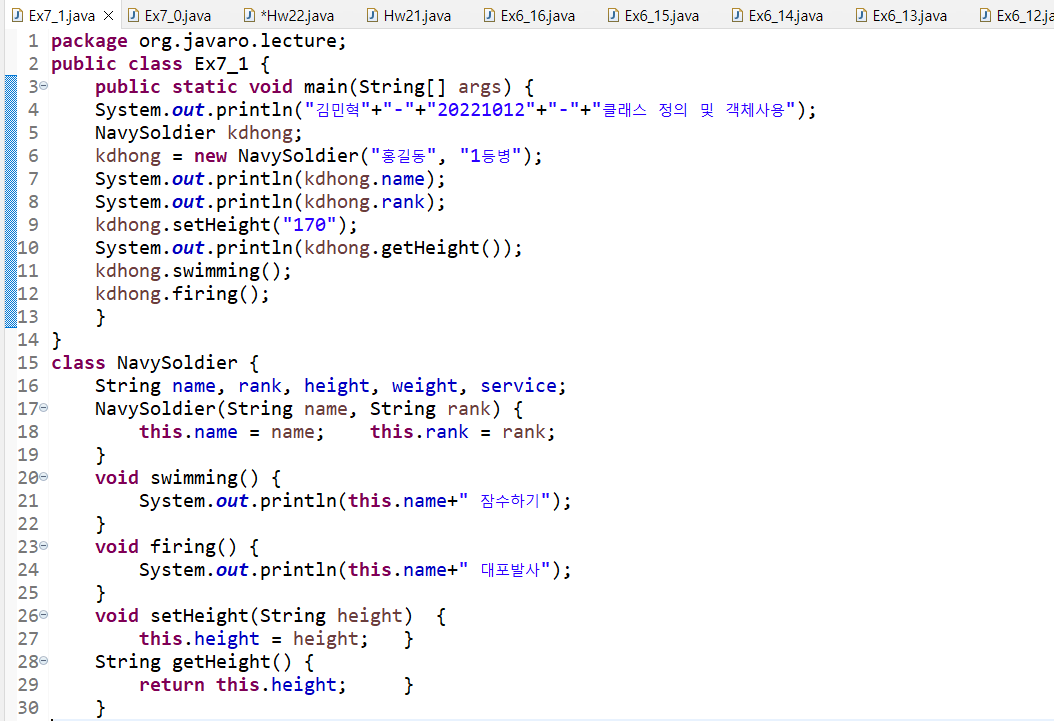 Ex7_1.java Ex7_0.java *Hw22.java Hw21.java Ex6_16.java Ex6_15.java Ex6_14.java Ex6_13.java Ex6_12.ja
1 package org.javaro.lecture;
2 public class Ex7_1 {
3 public static void main(String[] args) {
4 System.out.println("김민혁"+"-"+"20221012"+"-"+"클래스 정의 및 객체사용");
5 NavySoldier kdhong;
6 kdhong = new NavySoldier("홍길동", "1등병");
7 System.out.println(kdhong.name);
8 System.out.println(kdhong.rank);
9 kdhong.setHeight("170");
10 System.out.println(kdhong.getHeight());
11 kdhong.swimming();
12 kdhong.firing();
13 }
14 }
15 class NavySoldier {
16 String name, rank, height, weight, service;
17 NavySoldier(String name, String rank) {
18 this.name = name; this.rank = rank;
19 }
20 void swimming() {
21 System.out.println(this.name+" 잠수하기");
22 }
23 void firing() {
24 System.out.println(this.name+" 대포발사");
25 }
26 void setHeight(String height) {
27 this.height = height; }
28 String getHeight() {
29 return this.height; }
30 }